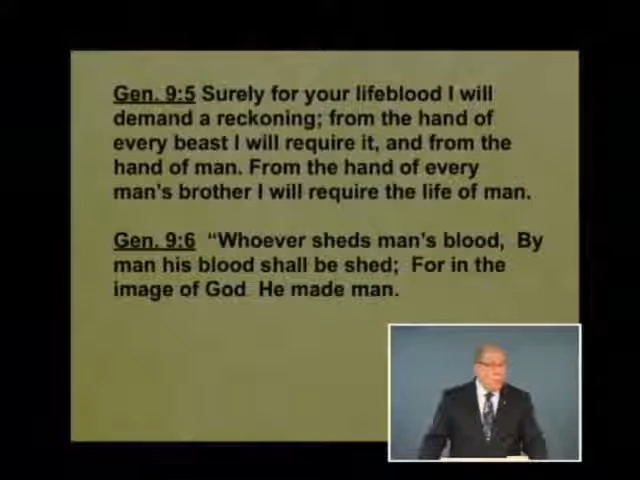 Gen. 9:5 Surely for your lifeblood I will
demand a reckoning; from the hand of
every beast I will require it, and from the
hand of man. From the hand of every
man's brother I will require the life of man.
Gen. 9:6 “Whoever sheds man's blood, By
man his blood shall be shed; For in the
image of God He made man.